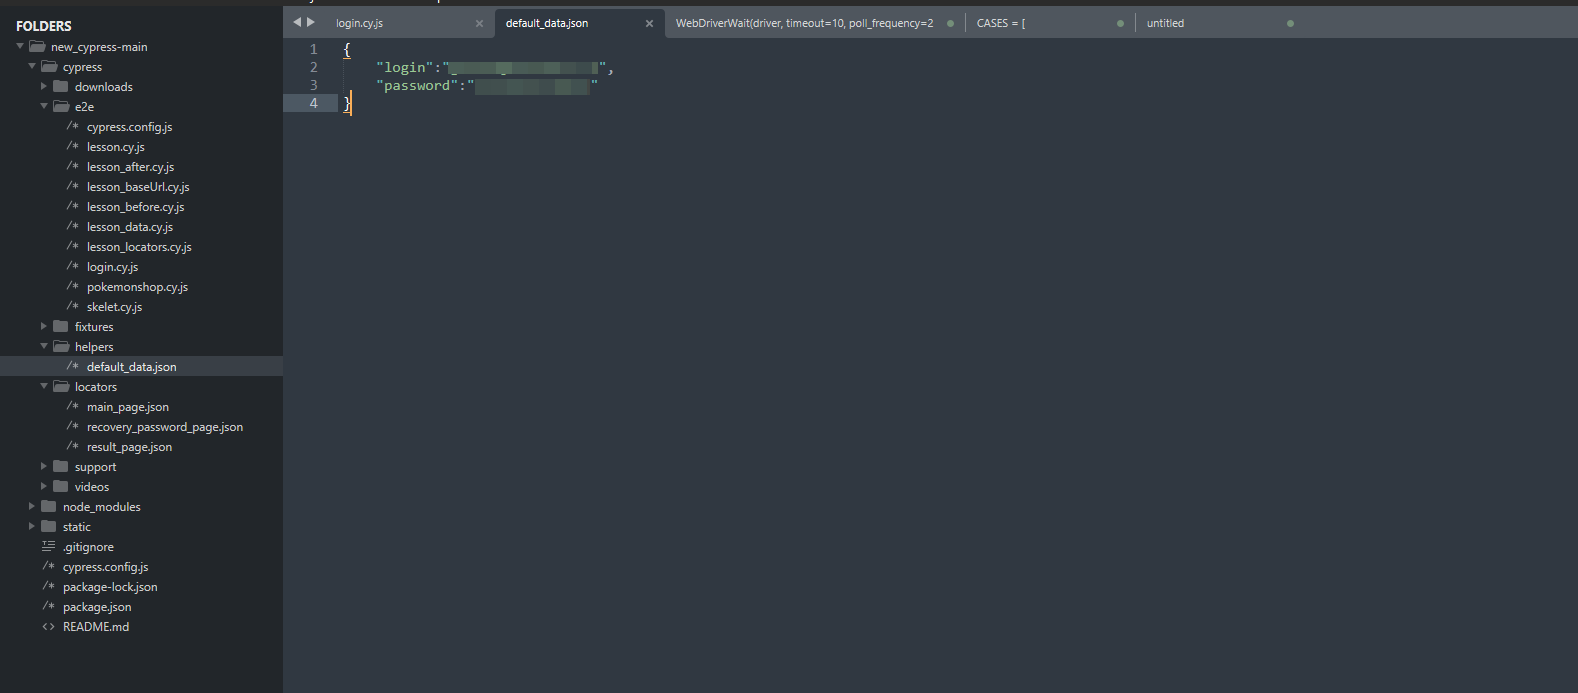 FOLDERS
new_cypress-main
cypress
downloads
e2e
/* cypress.config.js
/* lesson.cy.js
/* lesson_after.cy.js
/* lesson_baseUrl.cy.js
/* lesson_before.cy.js
/* lesson_data.cy.js
/* lesson_locators.cy.js
/* login.cy.js
/* pokemonshop.cy.js
/* skelet.cy.js
fixtures
helpers
/* default_data.json
locators
/* main_page.json
/* recovery_password_page.json
/* result_page.json
support
videos
node_modules
static
.gitignore
/* cypress.config.js
/* package-lock.json
/* package.json
<> README.md
login.cy.js × default_data.json × WebDriverWait(driver, timeout=10, poll_frequency=2 CASES = [ untitled
1 {
2 "login":"",
3 "password":""
4 }